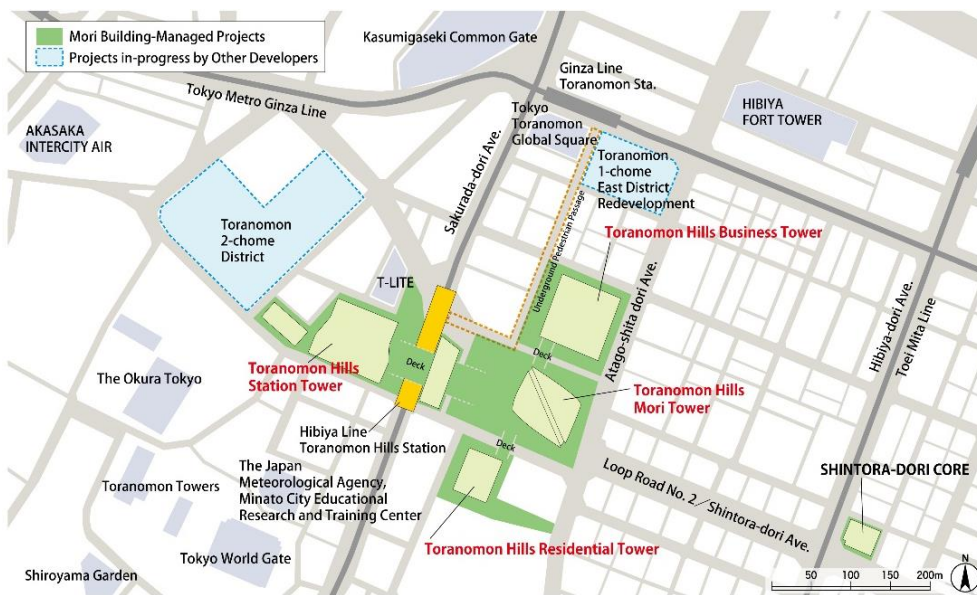 Mori Building-Managed Projects
Projects in-progress by Other Developers
Kasumigaseki Common Gate
Ginza Line
Toranomon Sta.
Tokyo Metro Ginza Line
Sakurada-dori Ave.
Tokyo
Toranomon
Global Square
HIBIYA
FORT TOWER
AKASAKA
INTERCITY AIR
Toranomon
1-chome
East District
Redevelopment
Underground Pedestrian Passage
Toranomon
2-chome
District
Toranomon Hills Business Tower
T-LITE
Atago-shita dori Ave.
Hibiya-dori Ave.
Toei Mita Line
Deck
Deck
Toranomon Hills
Station Tower
The Okura Tokyo
Toranomon Hills
Mori Tower
Hibiya Line
Toranomon Hills Station
Deck
The Japan
Meteorological Agency,
Minato City Educational
Research and Training Center
Toranomon Towers
Loop Road No. 2／Shintora-dori Ave.
SHINTORA-DORI CORE
Toranomon Hills Residential Tower
Tokyo World Gate
Shiroyama Garden
N
50 100 150 200m